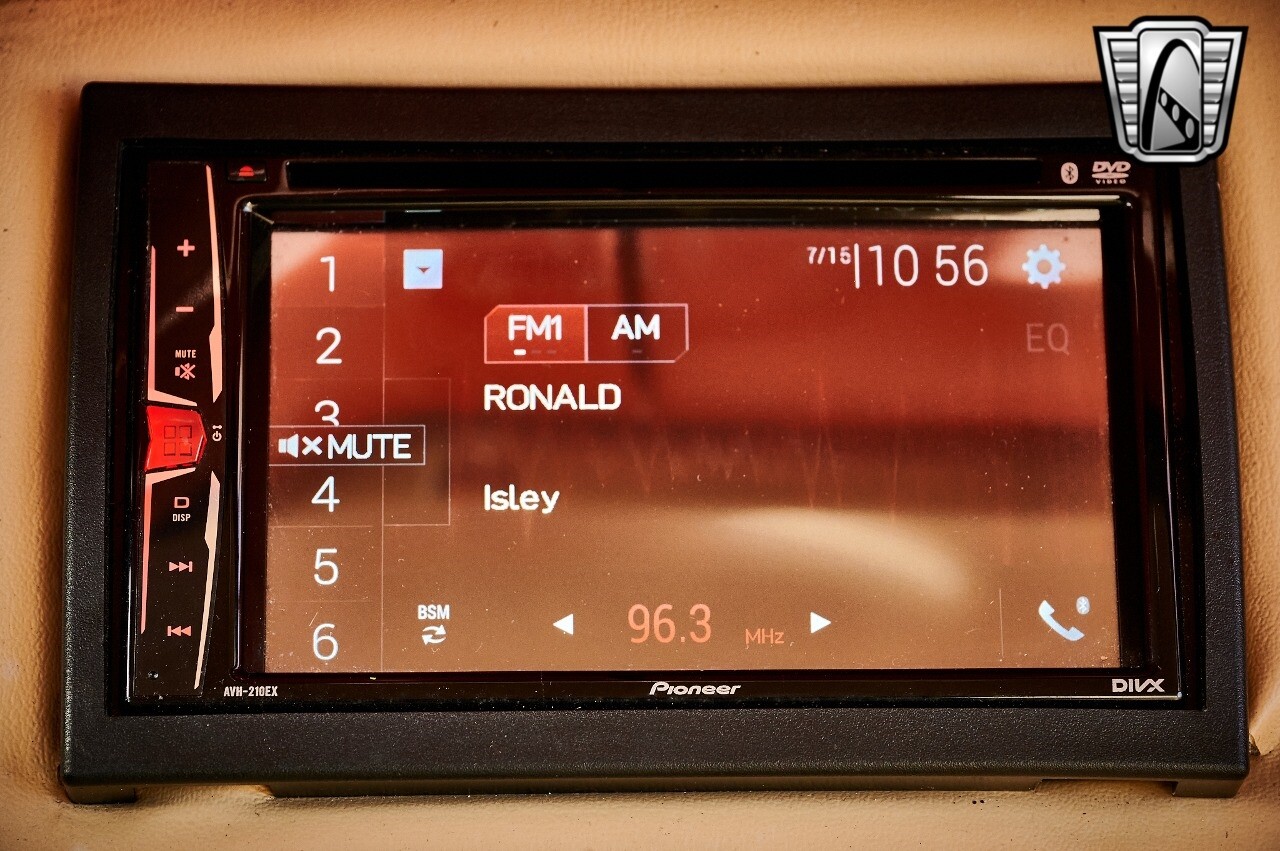 DVD
VIDEO
+
-
MUTE
D
DISP
1
2
3
MUTE
4
5
6
7/15 10 56
FM1 AM
EQ
RONALD
Isley
BSM
96.3 MHz
AVH-210EX
Pioneer
DIVX